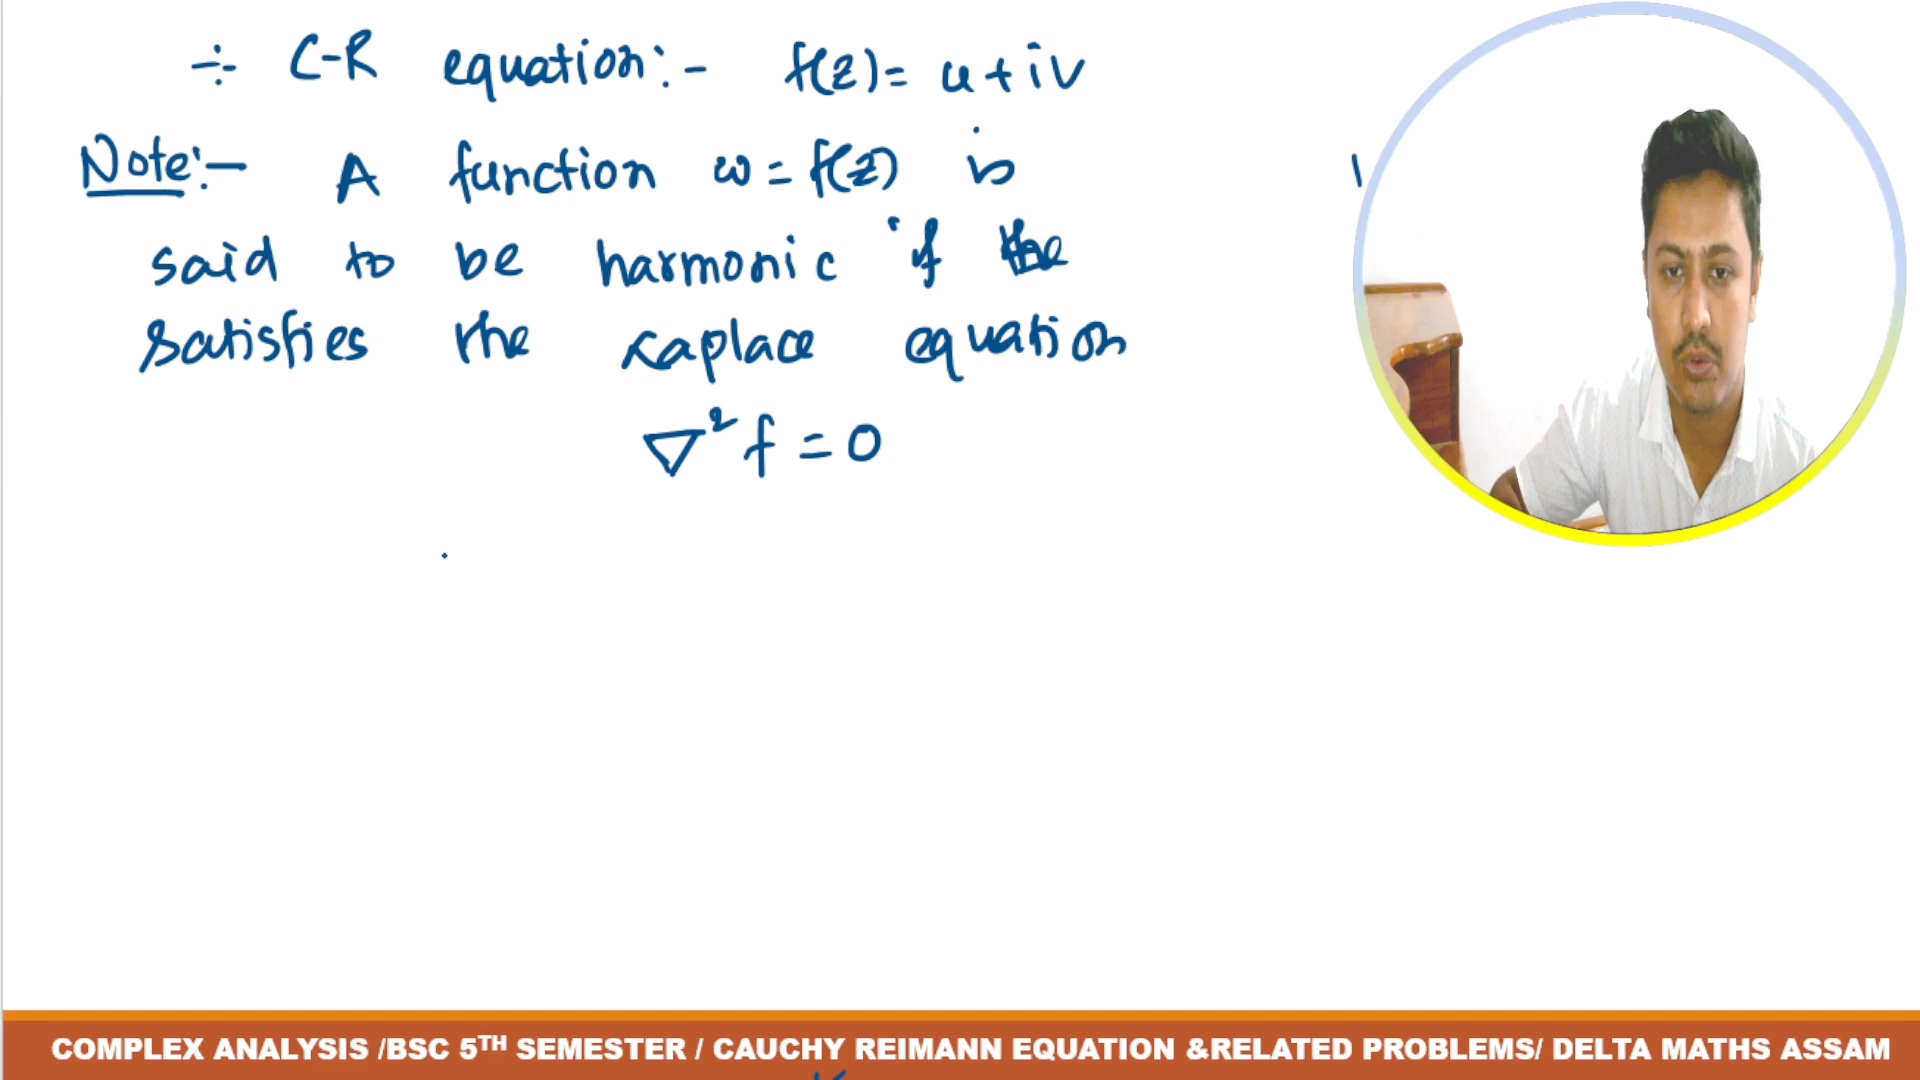 ÷ C-R equation:- f(z) = u + iv
Note:- A function w = f(z) is
said to be harmonic if the
satisfies the Laplace equation
∇² f = 0
COMPLEX ANALYSIS /BSC 5TH SEMESTER / CAUCHY REIMANN EQUATION &RELATED PROBLEMS/ DELTA MATHS ASSAM